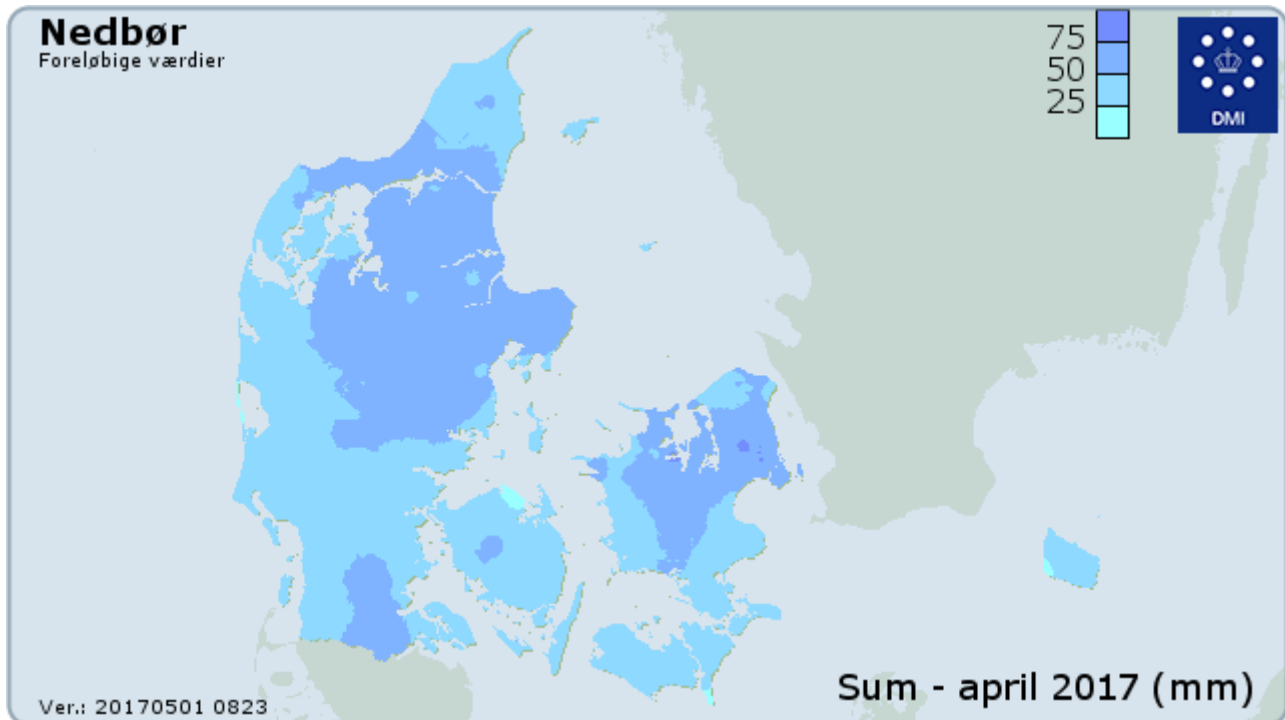 Nedbør
Foreløbige værdier
75
50
25
DMI
Sum - april 2017 (mm)
Ver.: 20170501 0823